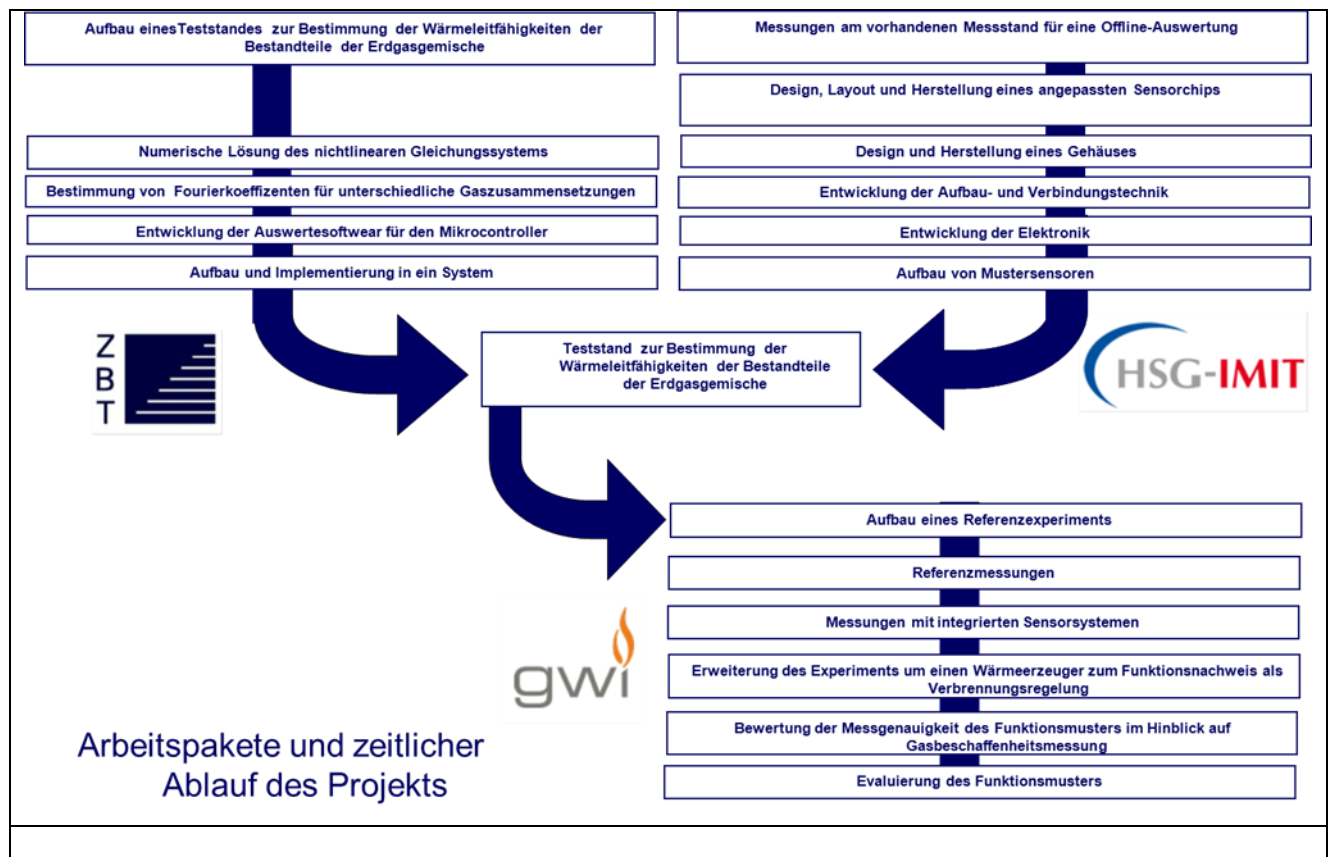 Aufbau einesTeststandes zur Bestimmung der Wärmeleitfähigkeiten der
Bestandteile der Erdgasgemische
Numerische Lösung des nichtlinearen Gleichungssystems
Bestimmung von Fourierkoeffizenten für unterschiedliche Gaszusammensetzungen
Entwicklung der Auswertesoftwear für den Mikrocontroller
Aufbau und Implementierung in ein System
Messungen am vorhandenen Messstand für eine Offline-Auswertung
Design, Layout und Herstellung eines angepassten Sensorchips
Design und Herstellung eines Gehäuses
Entwicklung der Aufbau- und Verbindungstechnik
Entwicklung der Elektronik
Aufbau von Mustersensoren
Z
B
T
Teststand zur Bestimmung der
Wärmeleitfähigkeiten der Bestandteile
der Erdgasgemische
HSG-IMIT
gwi
Aufbau eines Referenzexperiments
Referenzmessungen
Messungen mit integrierten Sensorsystemen
Erweiterung des Experiments um einen Wärmeerzeuger zum Funktionsnachweis als
Verbrennungsregelung
Bewertung der Messgenauigkeit des Funktionsmusters im Hinblick auf
Gasbeschaffenheitsmessung
Evaluierung des Funktionsmusters
Arbeitspakete und zeitlicher
Ablauf des Projekts